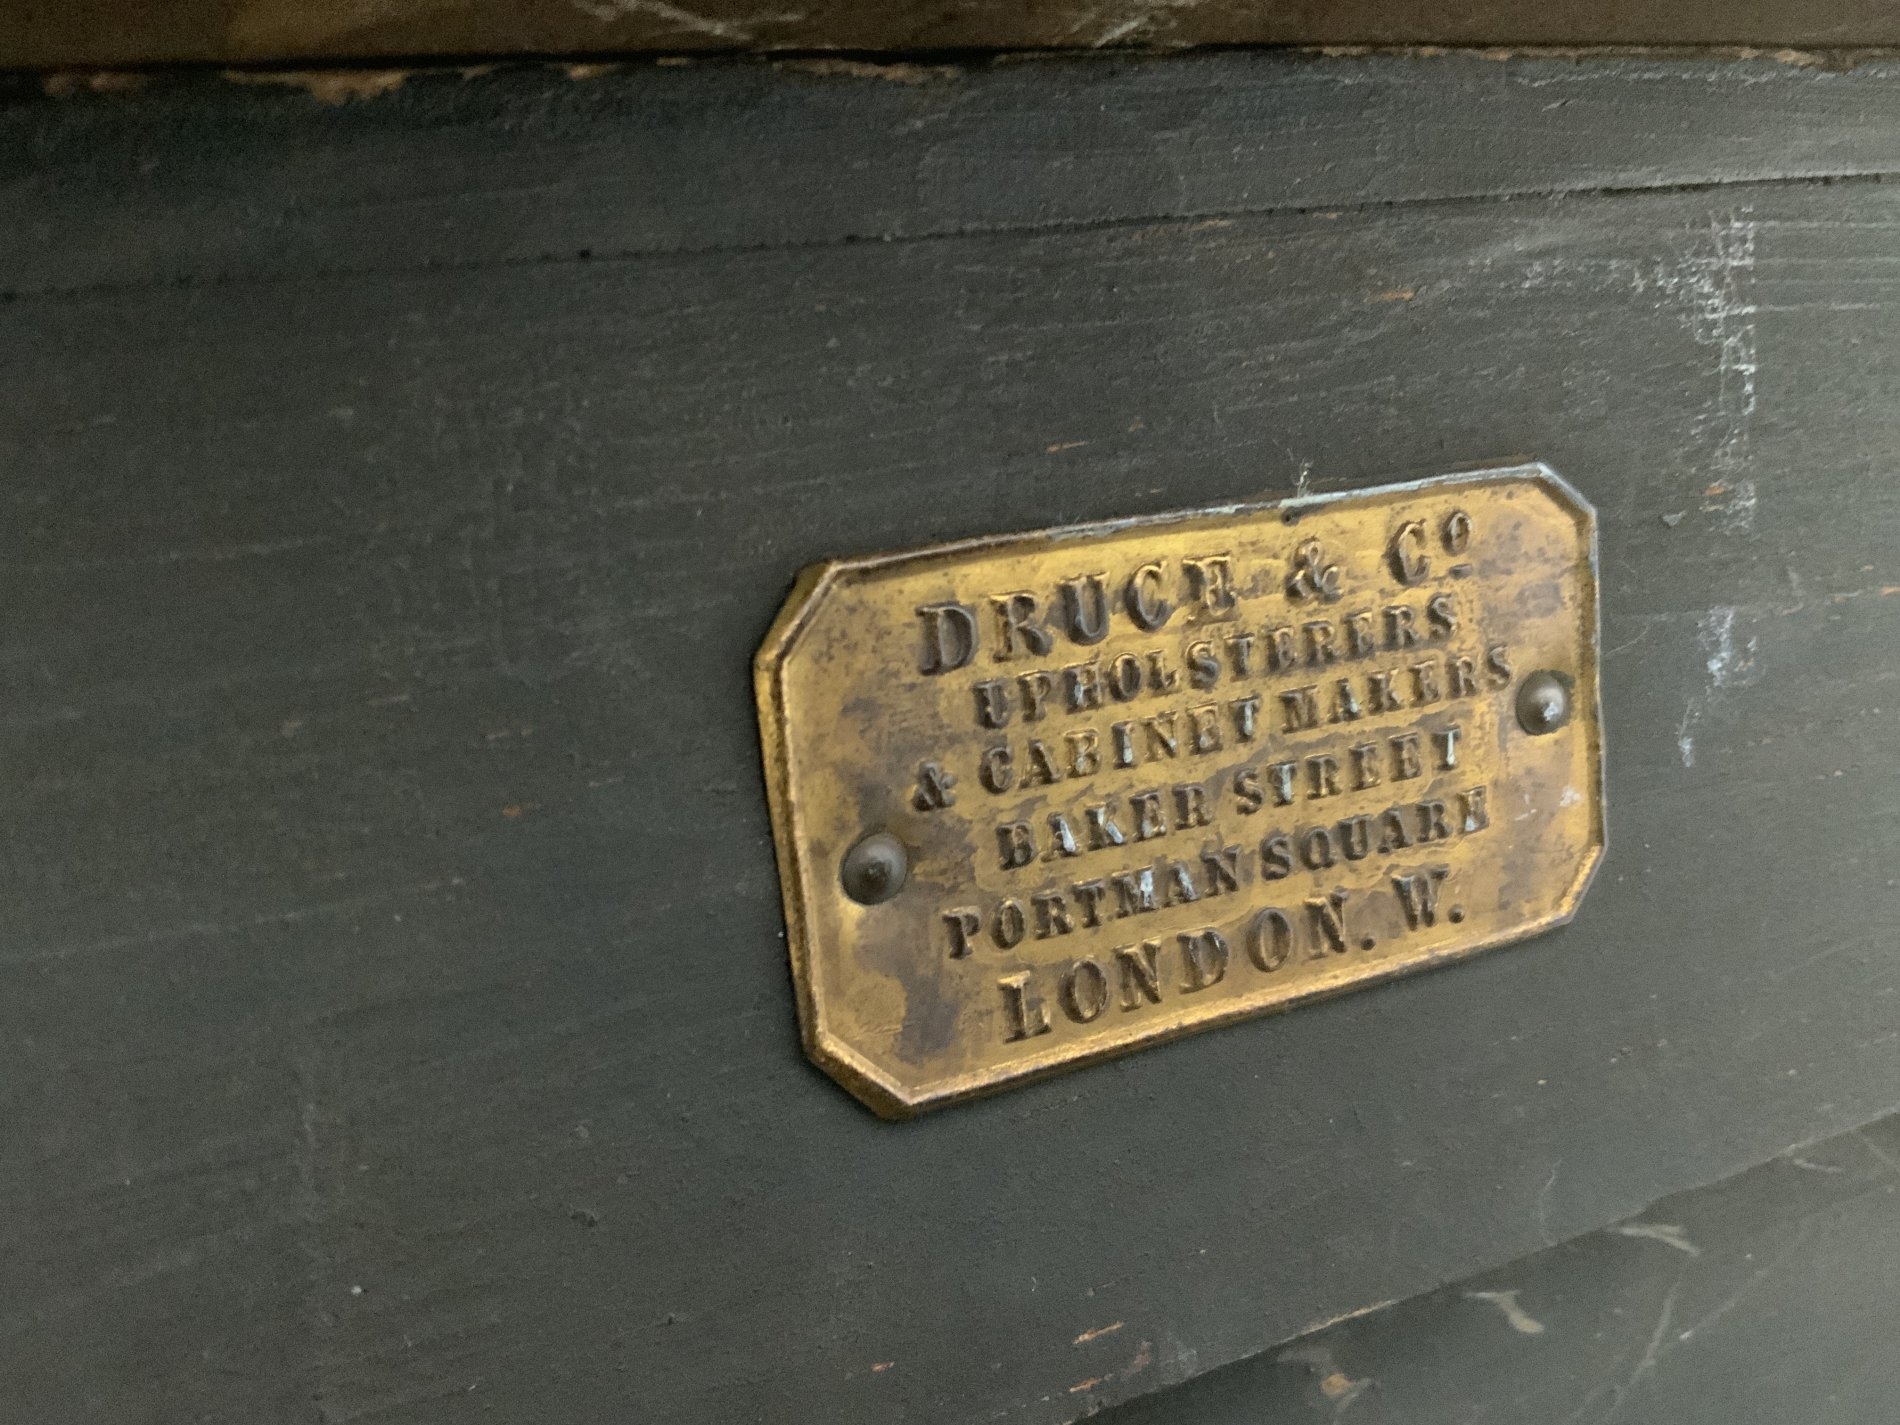 DRUCE & Cº
UPHOLSTERERS
& CABINET MAKERS
BAKER STREET
PORTMAN SQUARE
LONDON. W.